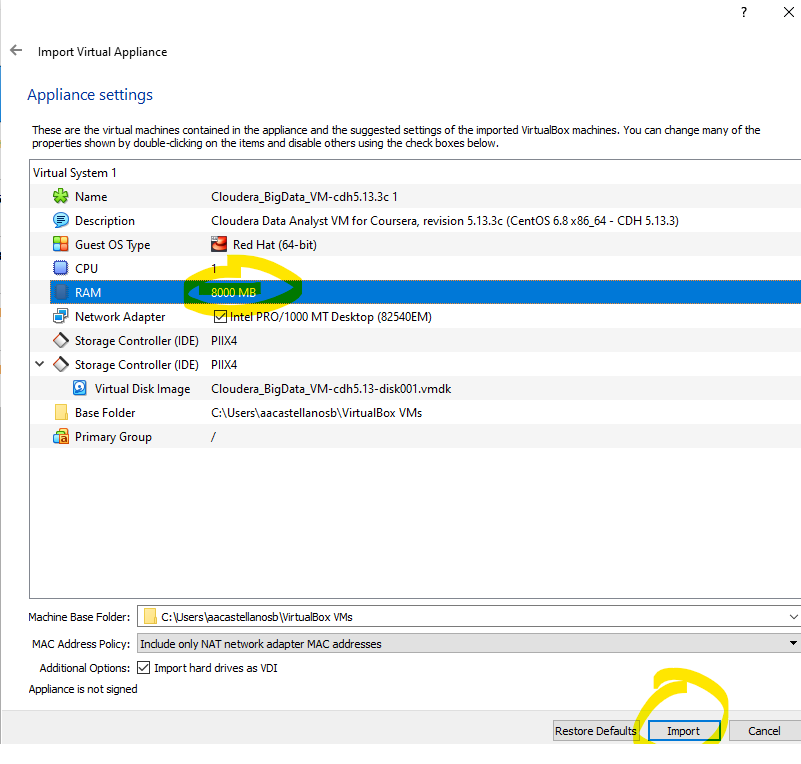 ?
Import Virtual Appliance
Appliance settings
These are the virtual machines contained in the appliance and the suggested settings of the imported VirtualBox machines. You can change many of the
properties shown by double-clicking on the items and disable others using the check boxes below.
Virtual System 1
Name Cloudera_BigData_VM-cdh5.13.3c 1
Description Cloudera Data Analyst VM for Coursera, revision 5.13.3c (CentOS 6.8 x86_64 - CDH 5.13.3)
Guest OS Type Red Hat (64-bit)
CPU 1
RAM 8000 MB
Network Adapter Intel PRO/1000 MT Desktop (82540EM)
Storage Controller (IDE) PIIX4
Storage Controller (IDE) PIIX4
Virtual Disk Image Cloudera_BigData_VM-cdh5.13-disk001.vmdk
Base Folder C:\Users\aacastellanosb\VirtualBox VMs
Primary Group /
Machine Base Folder: C:\Users\aacastellanosb\VirtualBox VMs
MAC Address Policy: Include only NAT network adapter MAC addresses
Additional Options: Import hard drives as VDI
Appliance is not signed
Restore Defaults Import Cancel